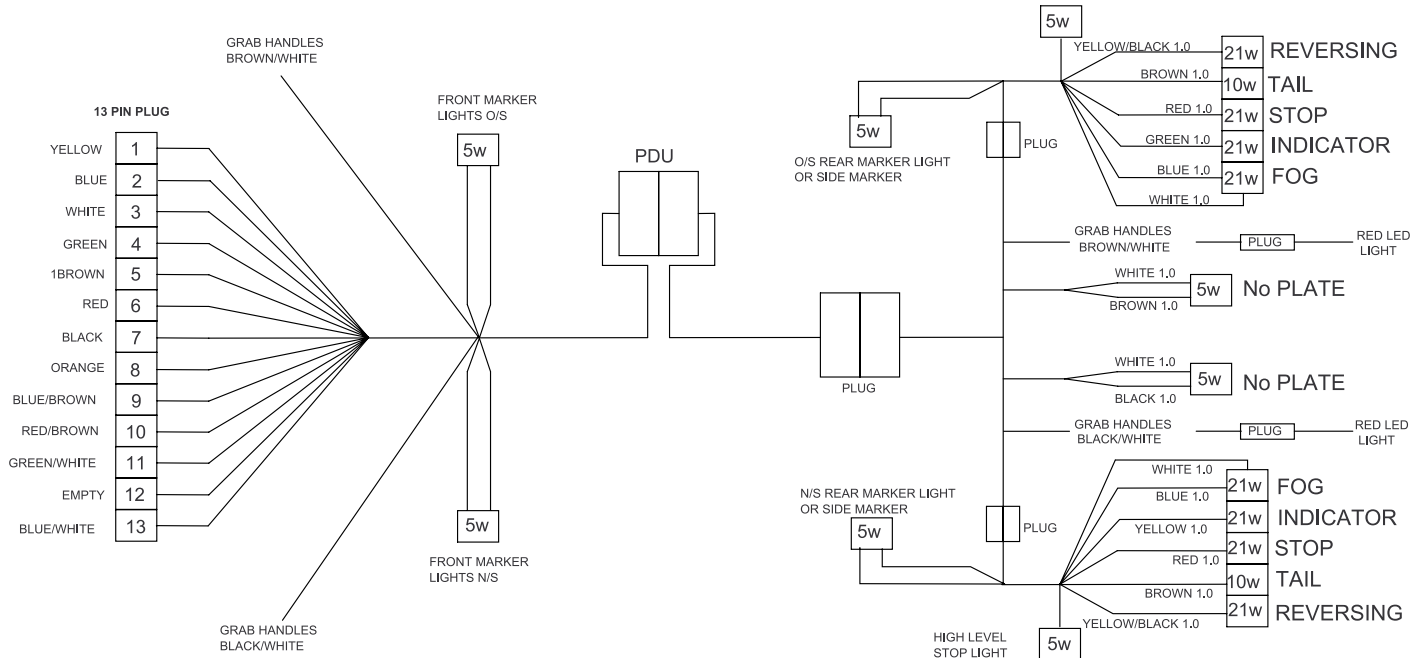 13 PIN PLUG
YELLOW 1
BLUE 2
WHITE 3
GREEN 4
1BROWN 5
RED 6
BLACK 7
ORANGE 8
BLUE/BROWN 9
RED/BROWN 10
GREEN/WHITE 11
EMPTY 12
BLUE/WHITE 13
GRAB HANDLES
BROWN/WHITE
FRONT MARKER
LIGHTS O/S
5w
5w
FRONT MARKER
LIGHTS N/S
GRAB HANDLES
BLACK/WHITE
PDU
PLUG
5w
5w
O/S REAR MARKER LIGHT
OR SIDE MARKER
PLUG
YELLOW/BLACK 1.0 21w REVERSING
BROWN 1.0 10w TAIL
RED 1.0 21w STOP
GREEN 1.0 21w INDICATOR
BLUE 1.0 21w FOG
WHITE 1.0
GRAB HANDLES
BROWN/WHITE
PLUG
RED LED
LIGHT
WHITE 1.0
BROWN 1.0
5w No PLATE
WHITE 1.0
BLACK 1.0
5w No PLATE
GRAB HANDLES
BLACK/WHITE
PLUG
RED LED
LIGHT
N/S REAR MARKER LIGHT
OR SIDE MARKER
5w
PLUG
WHITE 1.0
BLUE 1.0 21w FOG
YELLOW 1.0 21w INDICATOR
RED 1.0 21w STOP
BROWN 1.0 10w TAIL
YELLOW/BLACK 1.0 21w REVERSING
HIGH LEVEL
STOP LIGHT
5w